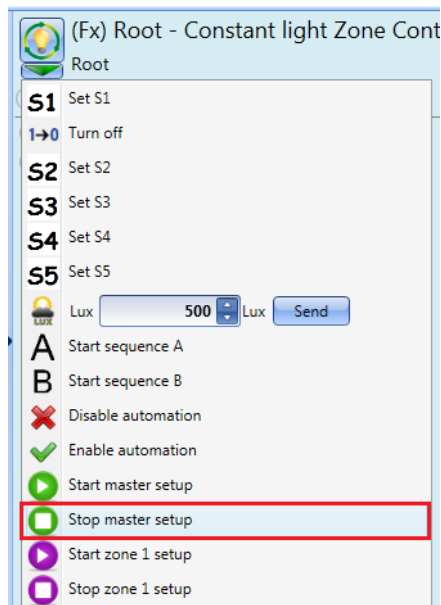 (Fx) Root - Constant light Zone Cont
Root
S1 Set S1
1→0 Turn off
S2 Set S2
S3 Set S3
S4 Set S4
S5 Set S5
LUX Lux 500 Lux Send
A Start sequence A
B Start sequence B
Disable automation
Enable automation
Start master setup
Stop master setup
Start zone 1 setup
Stop zone 1 setup